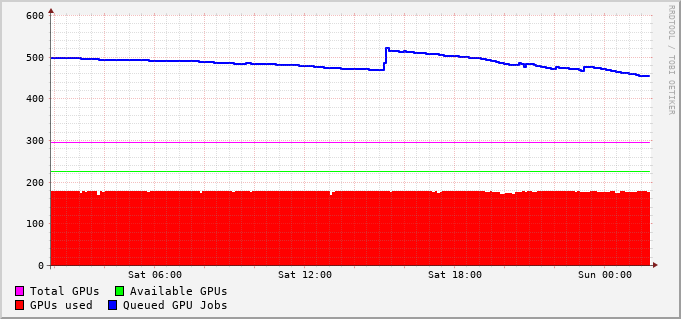 600
500
400
300
200
100
0
Sat 06:00 Sat 12:00 Sat 18:00 Sun 00:00
Total GPUs Available GPUs
GPUs used Queued GPU Jobs
RRDTOOL / TOBI OETIKER